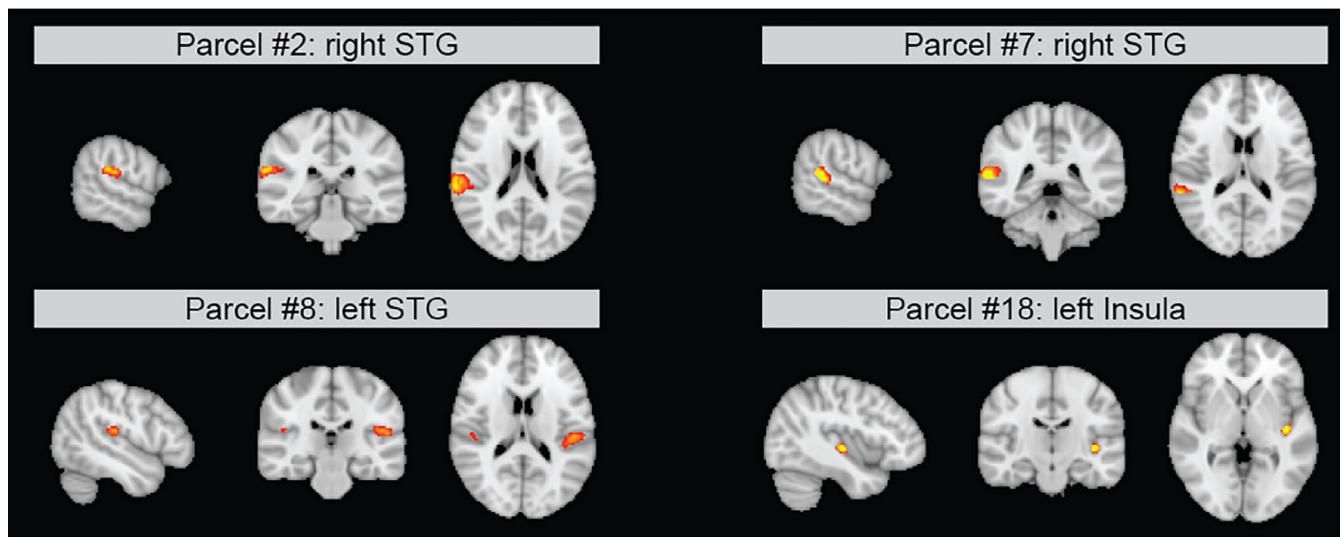 Parcel #2: right STG
Parcel #7: right STG
Parcel #8: left STG
Parcel #18: left Insula